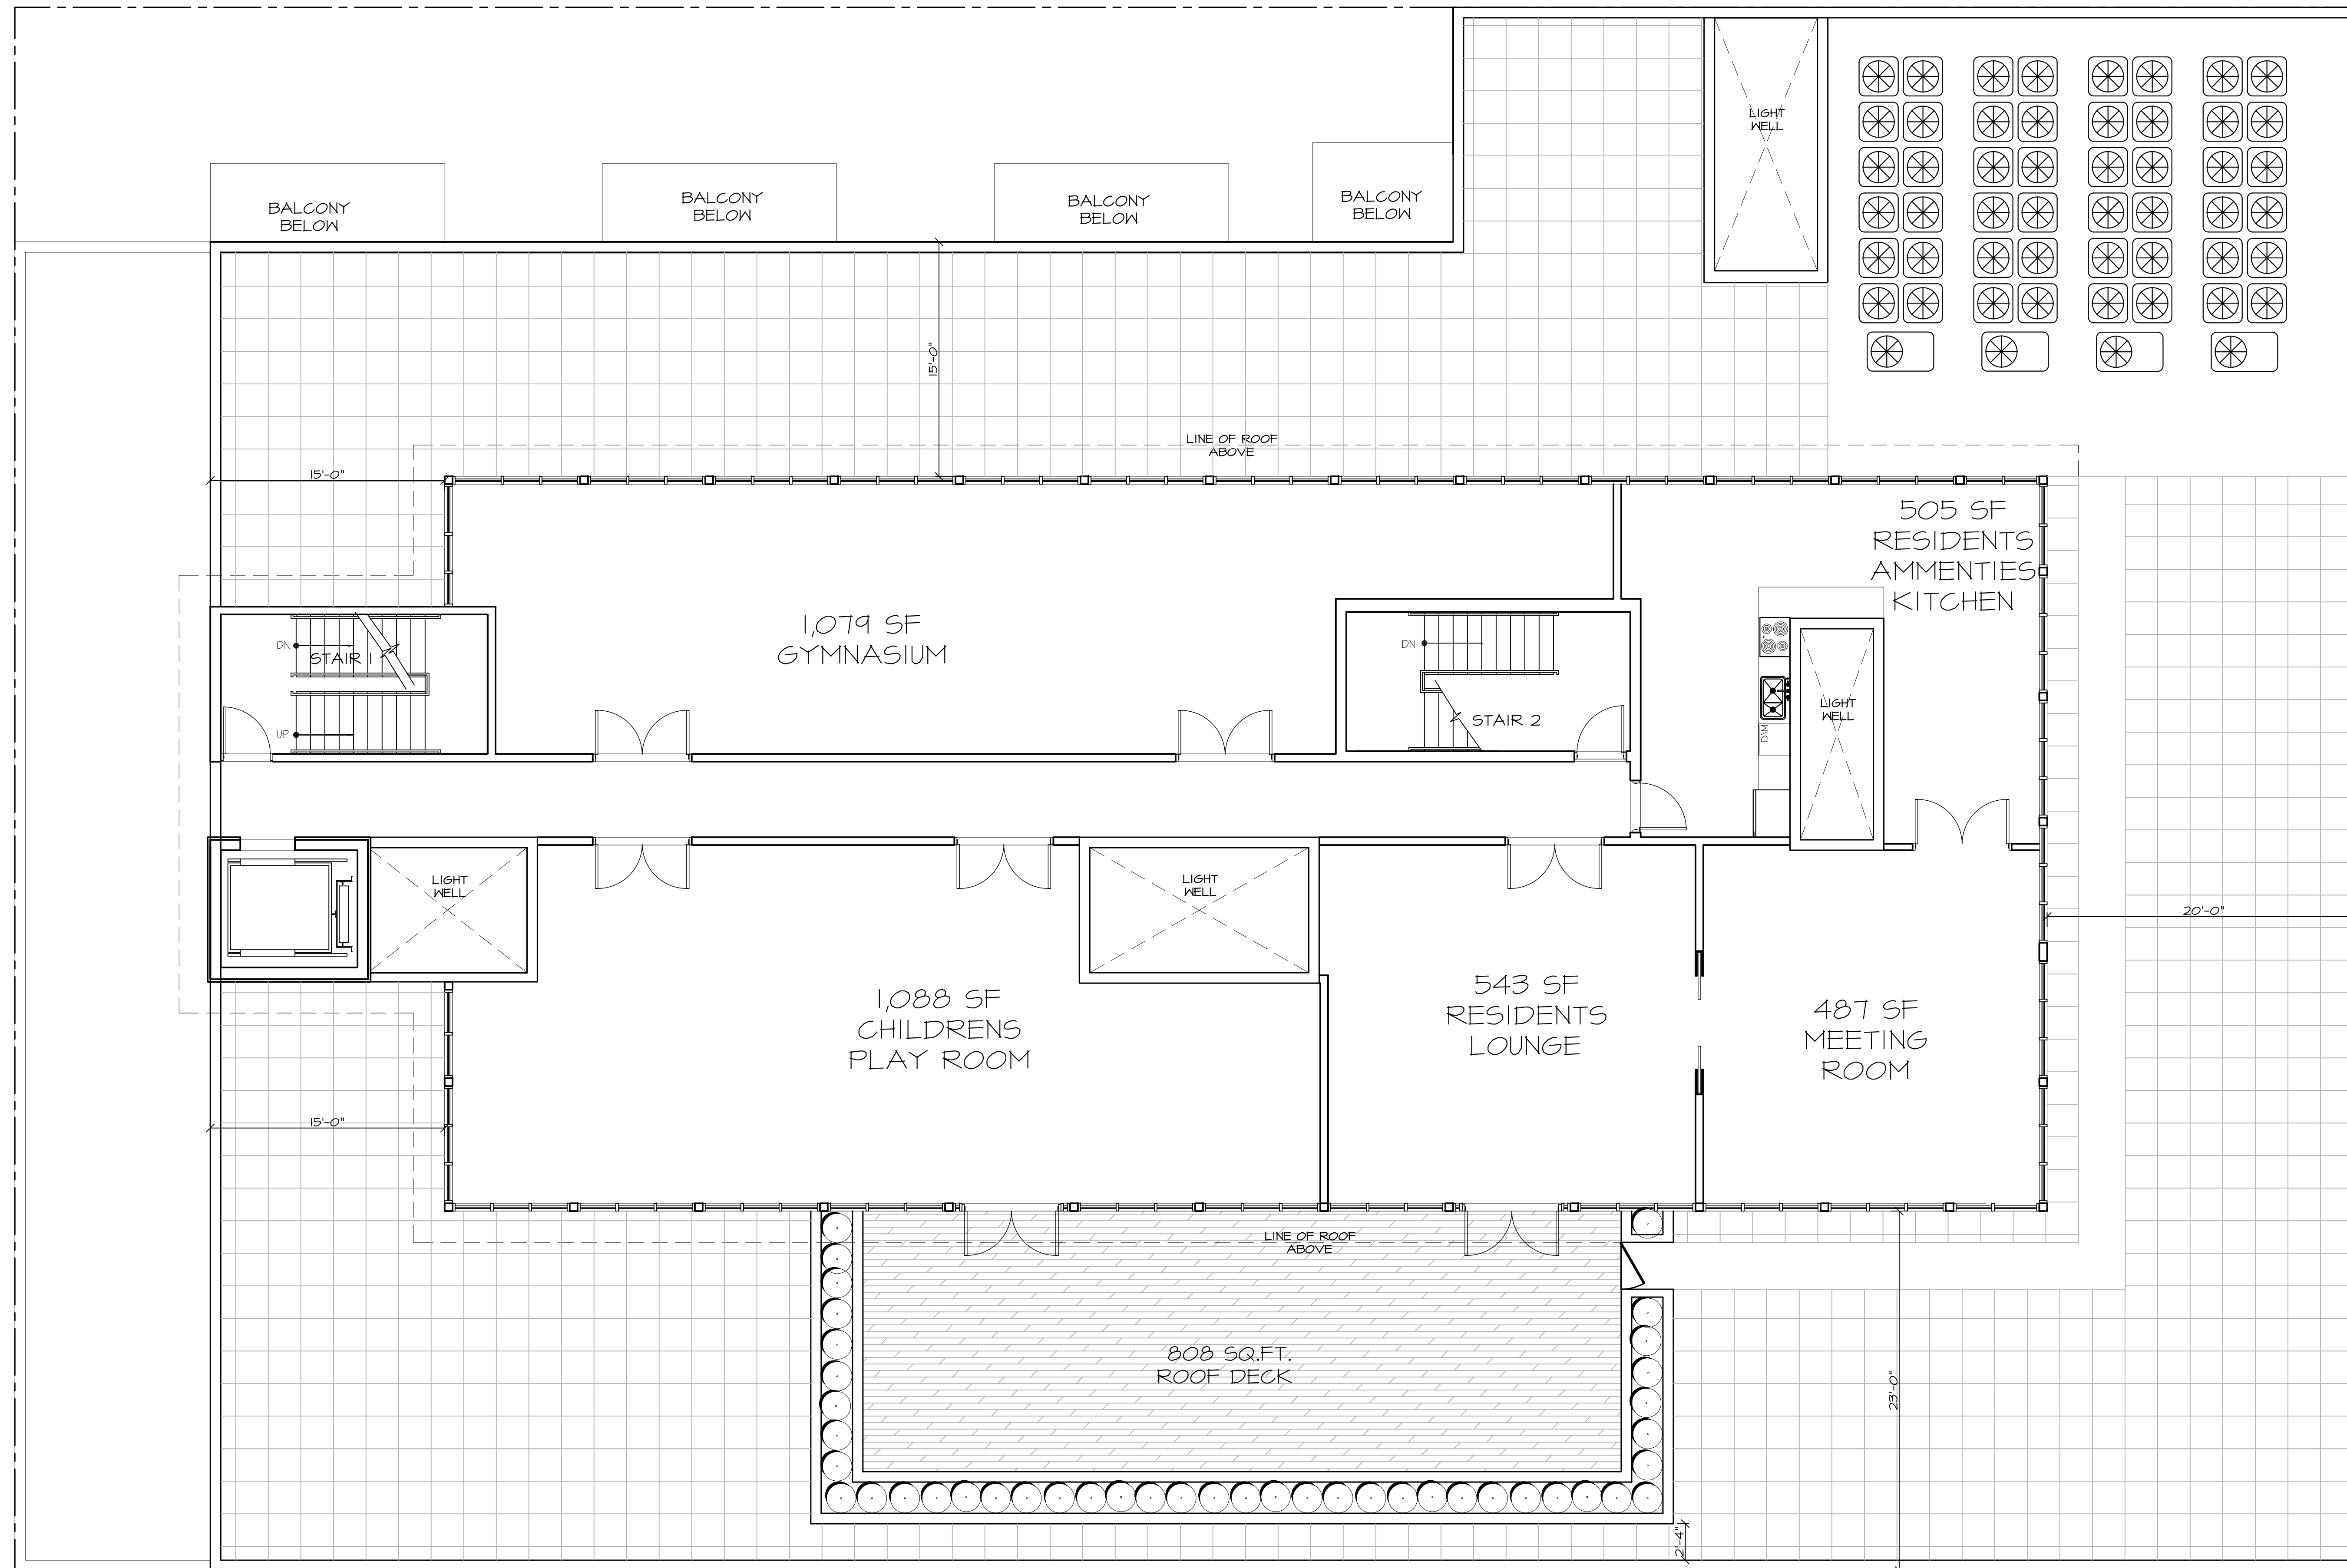 LIGHT
WELL
BALCONY
BELOW
BALCONY
BELOW
BALCONY
BELOW
BALCONY
BELOW
15'-0"
LINE OF ROOF
ABOVE
15'-0"
505 SF
RESIDENTS
AMMENTIES
KITCHEN
1,079 SF
GYMNASIUM
DN
STAIR 1
UP
DN
STAIR 2
LIGHT
WELL
DW
LIGHT
WELL
LIGHT
WELL
20'-0"
1,088 SF
CHILDRENS
PLAY ROOM
543 SF
RESIDENTS
LOUNGE
487 SF
MEETING
ROOM
15'-0"
LINE OF ROOF
ABOVE
808 SQ.FT.
ROOF DECK
23'-0"
2'-4"